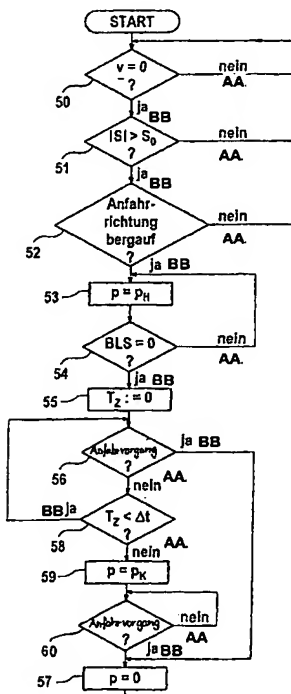 START
v = 0
?
nein
AA.
50
ja
BB
|S| > S₀
?
nein
AA.
51
ja
BB
Anfahr-
richtung
bergauf
?
nein
AA.
52
ja BB
53
p = pH
BLS = 0
?
nein
AA.
54
ja BB
55
TZ : = 0
56
Anfahrvorgang
?
ja BB
nein
AA.
BB ja
TZ < Δt
?
58
nein
AA.
59
p = pK
Anfahrvorgang
?
nein
AA
60
ja BB
57
p = 0